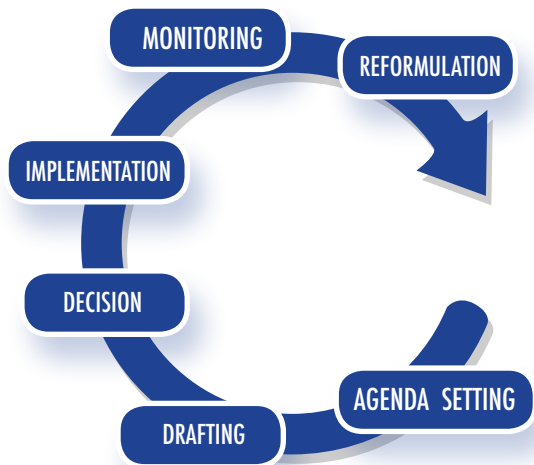 MONITORING
REFORMULATION
IMPLEMENTATION
DECISION
AGENDA SETTING
DRAFTING